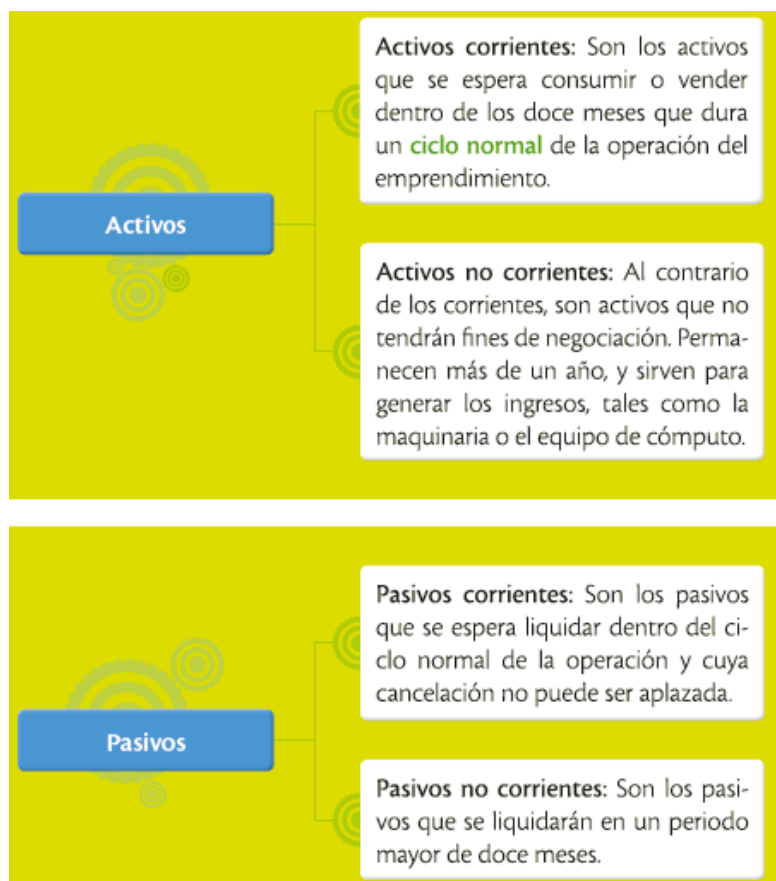 Activos
Activos corrientes: Son los activos
que se espera consumir o vender
dentro de los doce meses que dura
un ciclo normal de la operación del
emprendimiento.
Activos no corrientes: Al contrario
de los corrientes, son activos que no
tendrán fines de negociación. Perma-
necen más de un año, y sirven para
generar los ingresos, tales como la
maquinaria o el equipo de cómputo.
Pasivos
Pasivos corrientes: Son los pasivos
que se espera liquidar dentro del ci-
clo normal de la operación y cuya
cancelación no puede ser aplazada.
Pasivos no corrientes: Son los pasi-
vos que se liquidarán en un periodo
mayor de doce meses.